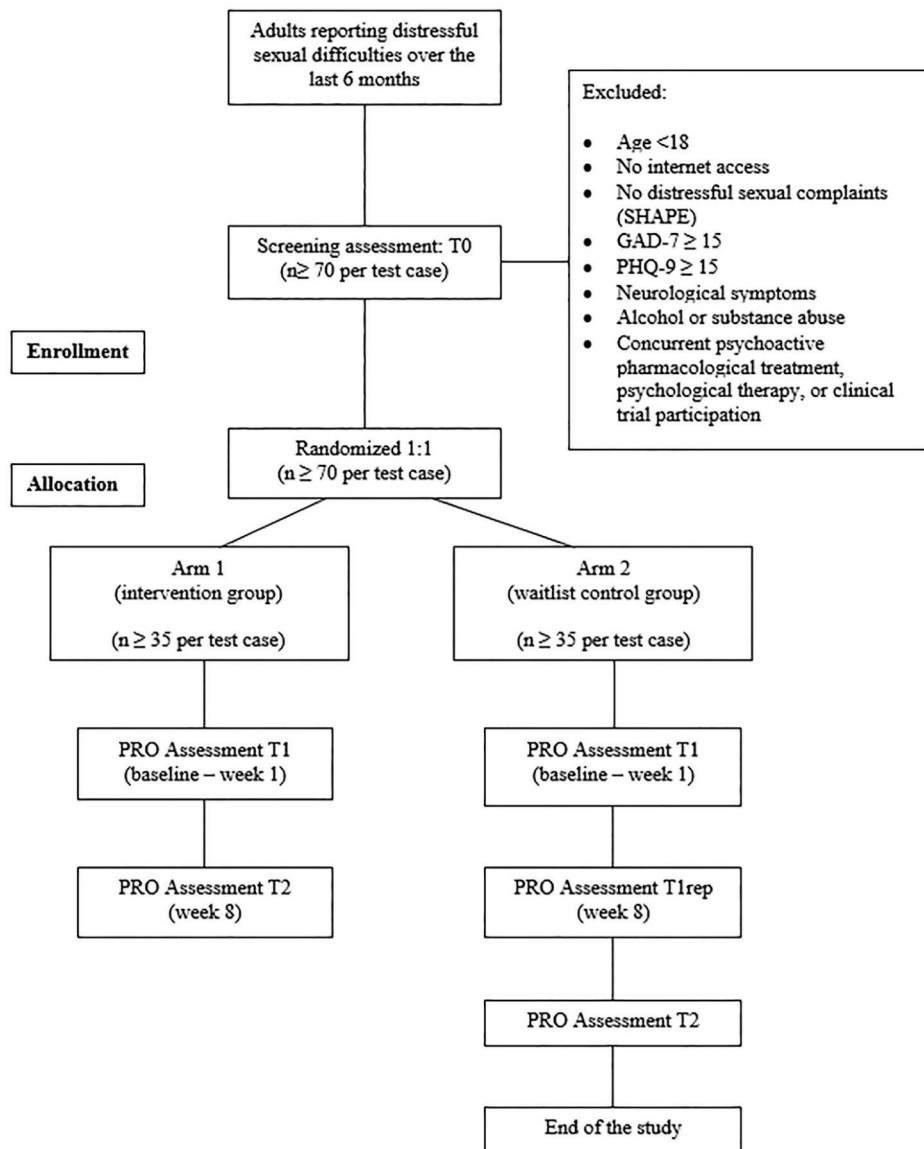 Adults reporting distressful
sexual difficulties over the
last 6 months
Excluded:
● Age <18
● No internet access
● No distressful sexual complaints
(SHAPE)
● GAD-7 ≥ 15
● PHQ-9 ≥ 15
● Neurological symptoms
● Alcohol or substance abuse
● Concurrent psychoactive
pharmacological treatment,
psychological therapy, or clinical
trial participation
Screening assessment: T0
(n≥ 70 per test case)
Enrollment
Randomized 1:1
(n ≥ 70 per test case)
Allocation
Arm 1
(intervention group)
(n ≥ 35 per test case)
Arm 2
(waitlist control group)
(n ≥ 35 per test case)
PRO Assessment T1
(baseline – week 1)
PRO Assessment T1
(baseline – week 1)
PRO Assessment T2
(week 8)
PRO Assessment T1rep
(week 8)
PRO Assessment T2
End of the study